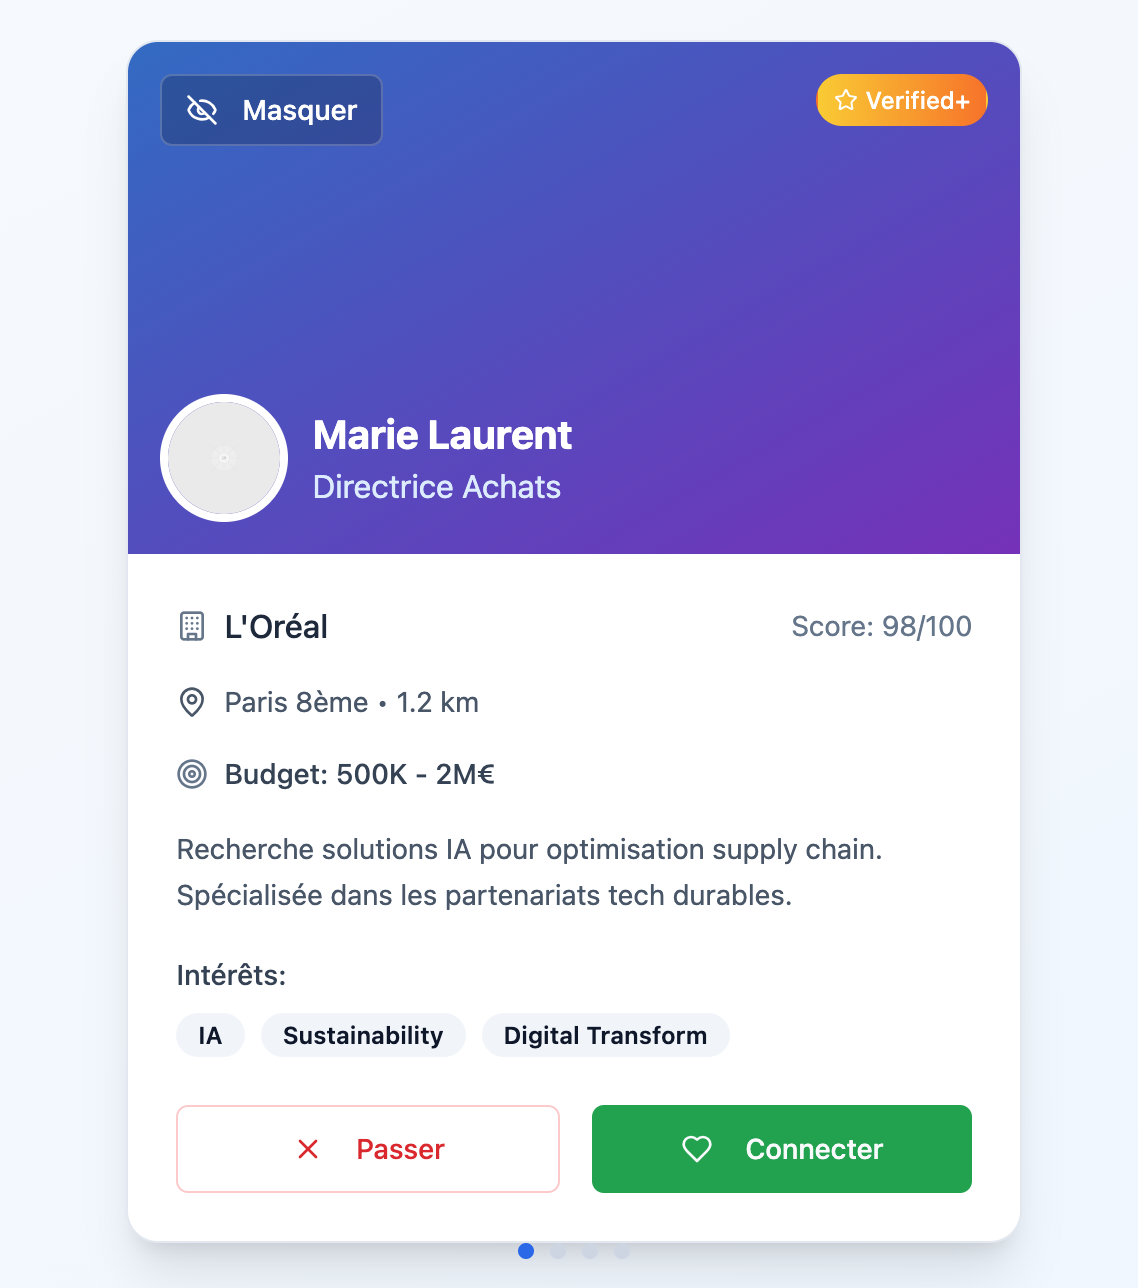 Masquer
Verified+
Marie Laurent
Directrice Achats
L'Oréal
Score: 98/100
Paris 8ème • 1.2 km
Budget: 500K - 2M€
Recherche solutions IA pour optimisation supply chain.
Spécialisée dans les partenariats tech durables.
Intérêts:
IA
Sustainability
Digital Transform
Passer
Connecter